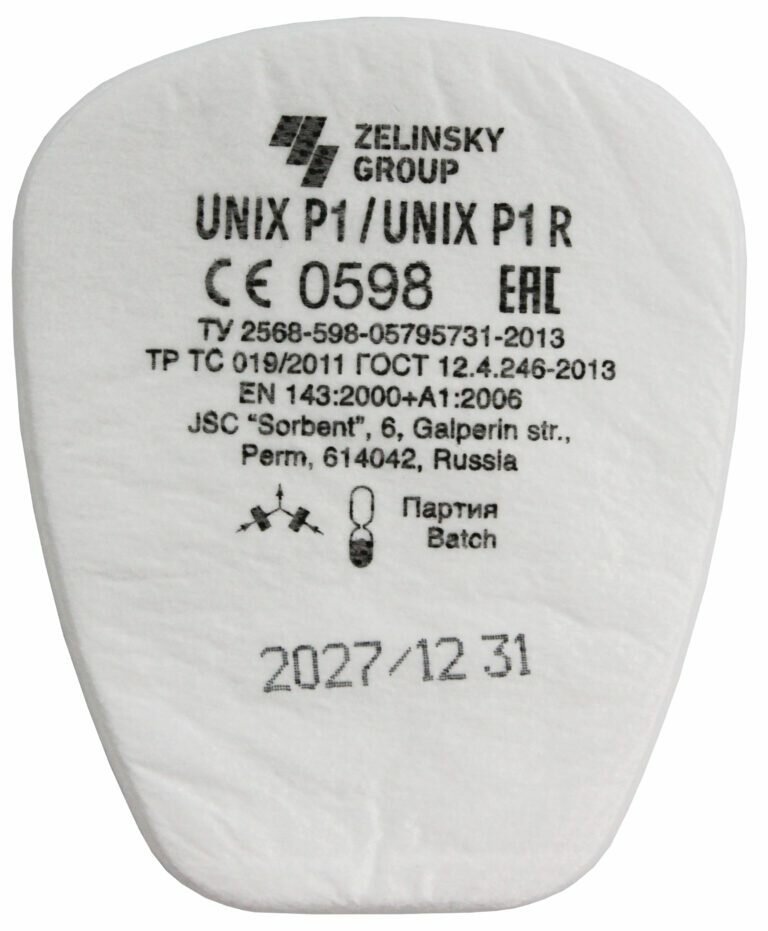 ZELINSKY
GROUP
UNIX P1 / UNIX P1 R
CE 0598 EAC
ТУ 2568-598-05795731-2013
ТР ТС 019/2011 ГОСТ 12.4.246-2013
EN 143:2000+A1:2006
JSC "Sorbent", 6, Galperin str.,
Perm, 614042, Russia
Партия
Batch
2027/12 31